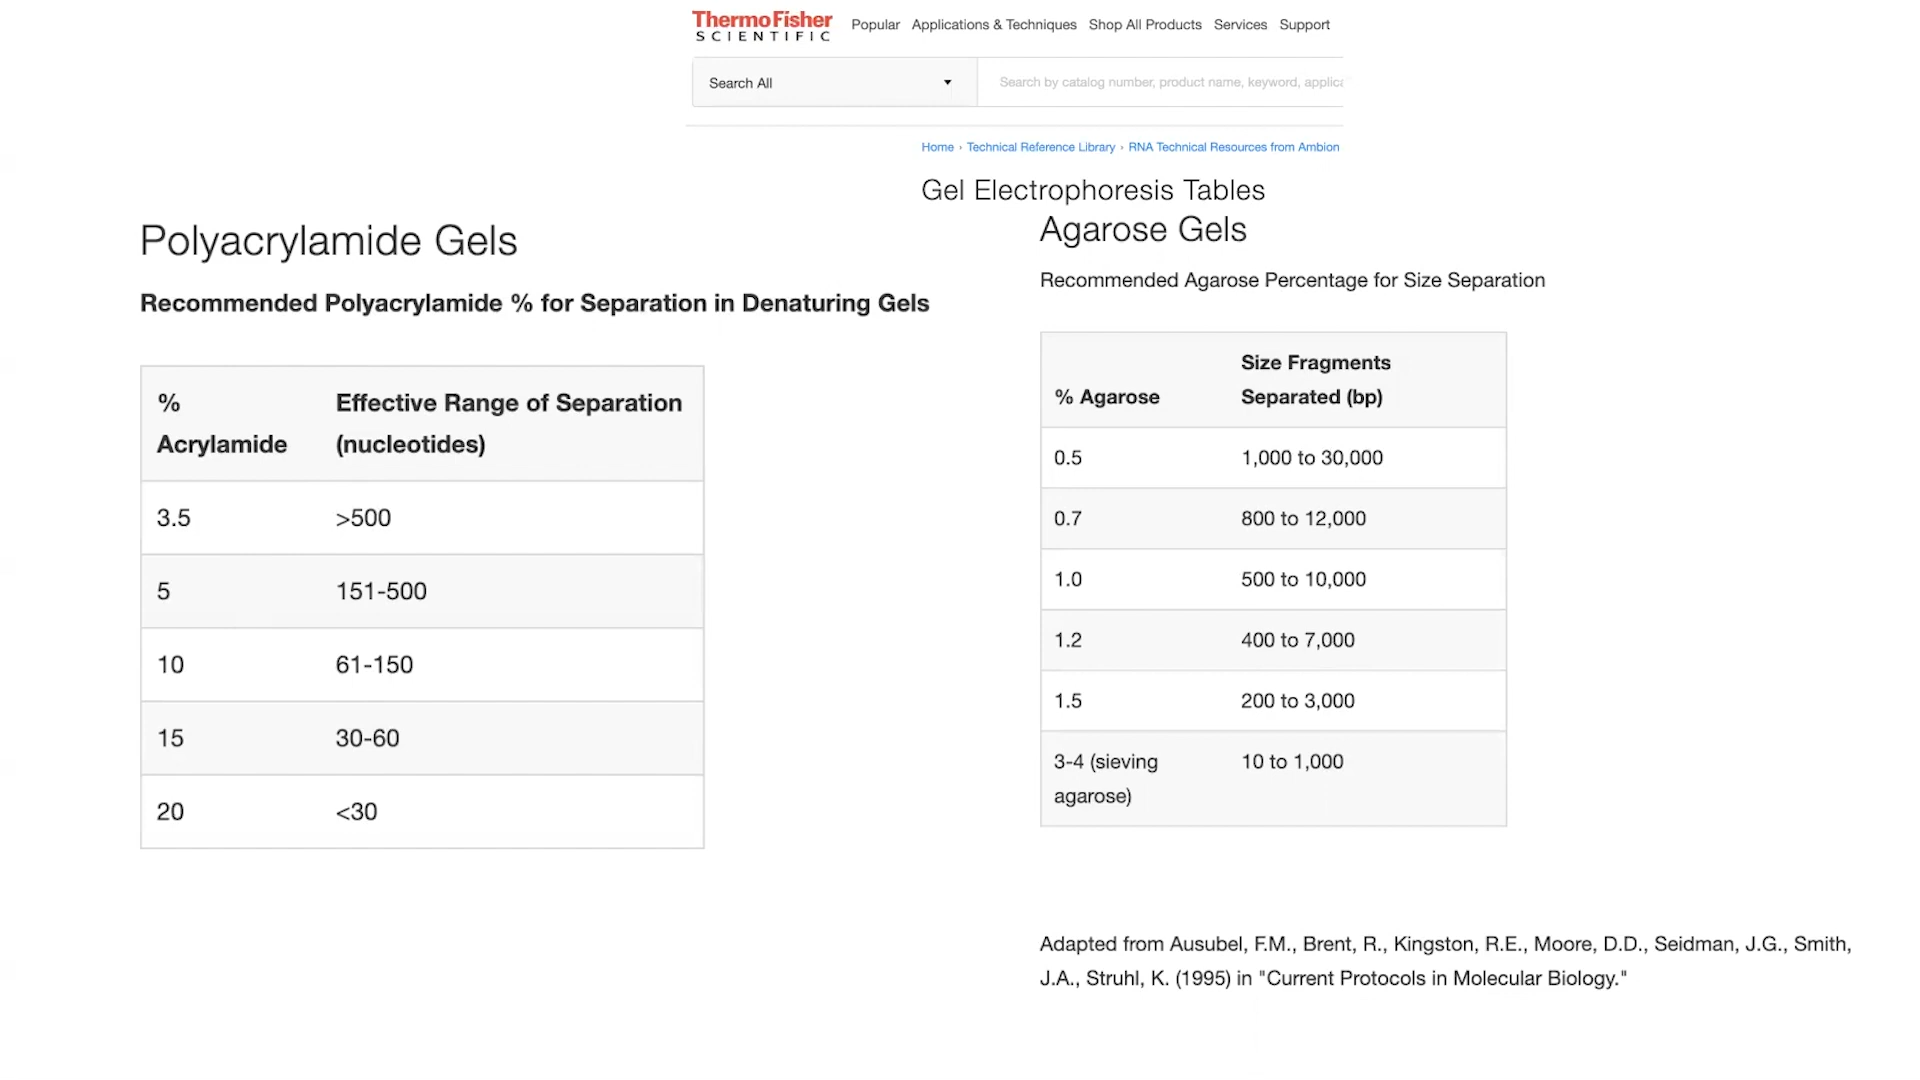 ThermoFisher
SCIENTIFIC
Popular Applications & Techniques Shop All Products Services Support
Search All
Search by catalog number, product name, keyword, applica
Home › Technical Reference Library › RNA Technical Resources from Ambion
Gel Electrophoresis Tables
Polyacrylamide Gels
Recommended Polyacrylamide % for Separation in Denaturing Gels
% Acrylamide Effective Range of Separation (nucleotides)
3.5 >500
5 151-500
10 61-150
15 30-60
20 <30
Agarose Gels
Recommended Agarose Percentage for Size Separation
% Agarose Size Fragments Separated (bp)
0.5 1,000 to 30,000
0.7 800 to 12,000
1.0 500 to 10,000
1.2 400 to 7,000
1.5 200 to 3,000
3-4 (sieving agarose) 10 to 1,000
Adapted from Ausubel, F.M., Brent, R., Kingston, R.E., Moore, D.D., Seidman, J.G., Smith,
J.A., Struhl, K. (1995) in "Current Protocols in Molecular Biology."